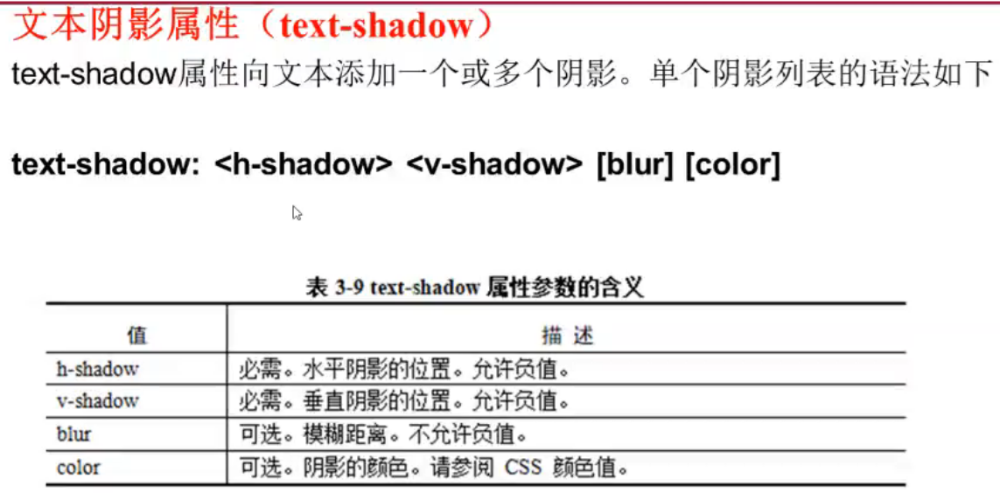 文本阴影属性（text-shadow）
text-shadow属性向文本添加一个或多个阴影。单个阴影列表的语法如下
text-shadow: <h-shadow> <v-shadow> [blur] [color]
表 3-9 text-shadow 属性参数的含义
值 描 述
h-shadow 必需。水平阴影的位置。允许负值。
v-shadow 必需。垂直阴影的位置。允许负值。
blur 可选。模糊距离。不允许负值。
color 可选。阴影的颜色。请参阅 CSS 颜色值。